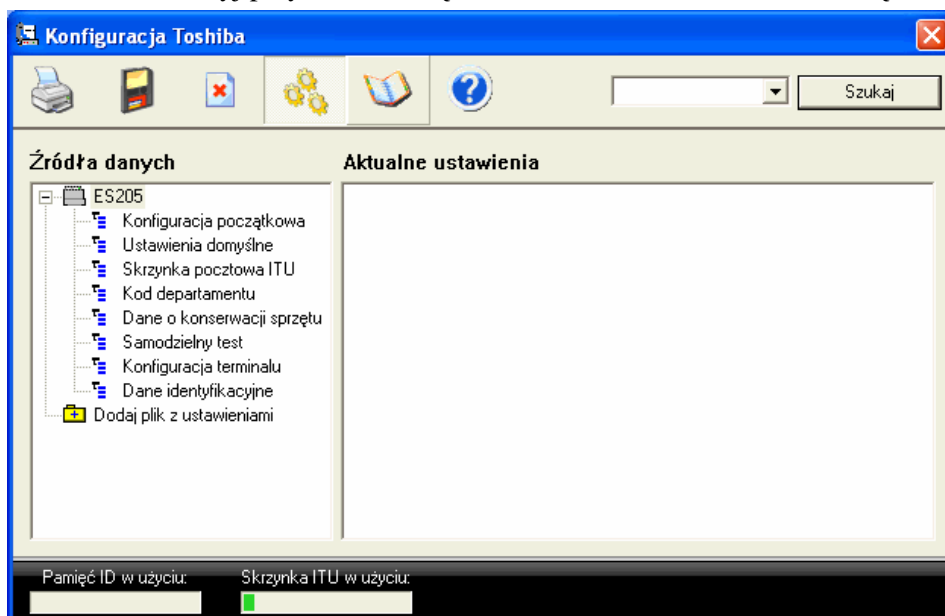 Konfiguracja Toshiba
Szukaj
Źródła danych
Aktualne ustawienia
ES205
Konfiguracja początkowa
Ustawienia domyślne
Skrzynka pocztowa ITU
Kod departamentu
Dane o konserwacji sprzętu
Samodzielny test
Konfiguracja terminalu
Dane identyfikacyjne
Dodaj plik z ustawieniami
Pamięć ID w użyciu:
Skrzynka ITU w użyciu: